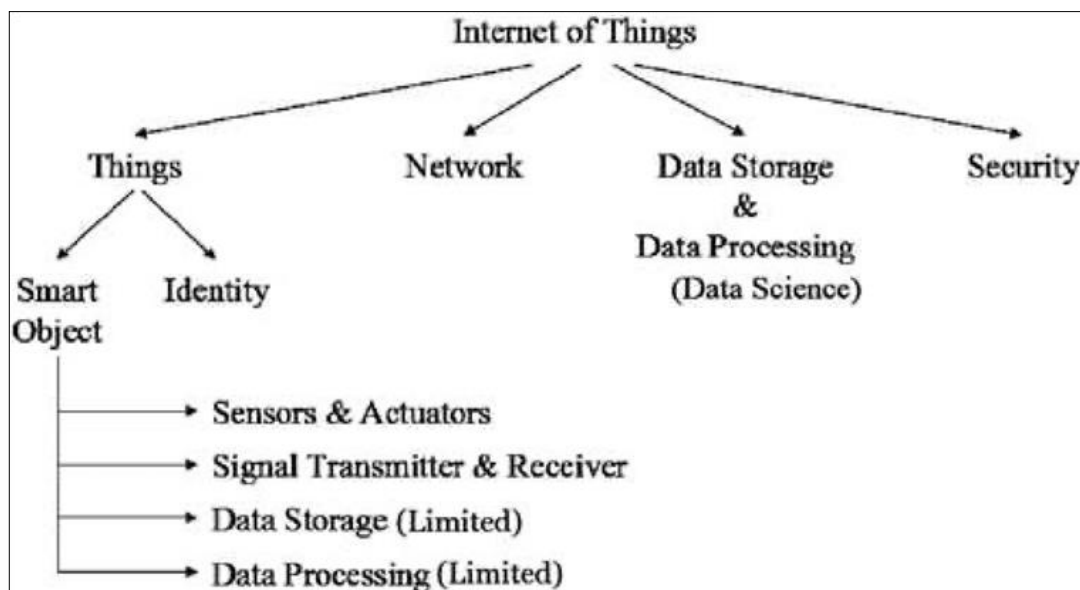 Internet of Things
Things
Network
Data Storage
&
Data Processing
(Data Science)
Security
Smart
Object
Identity
Sensors & Actuators
Signal Transmitter & Receiver
Data Storage (Limited)
Data Processing (Limited)